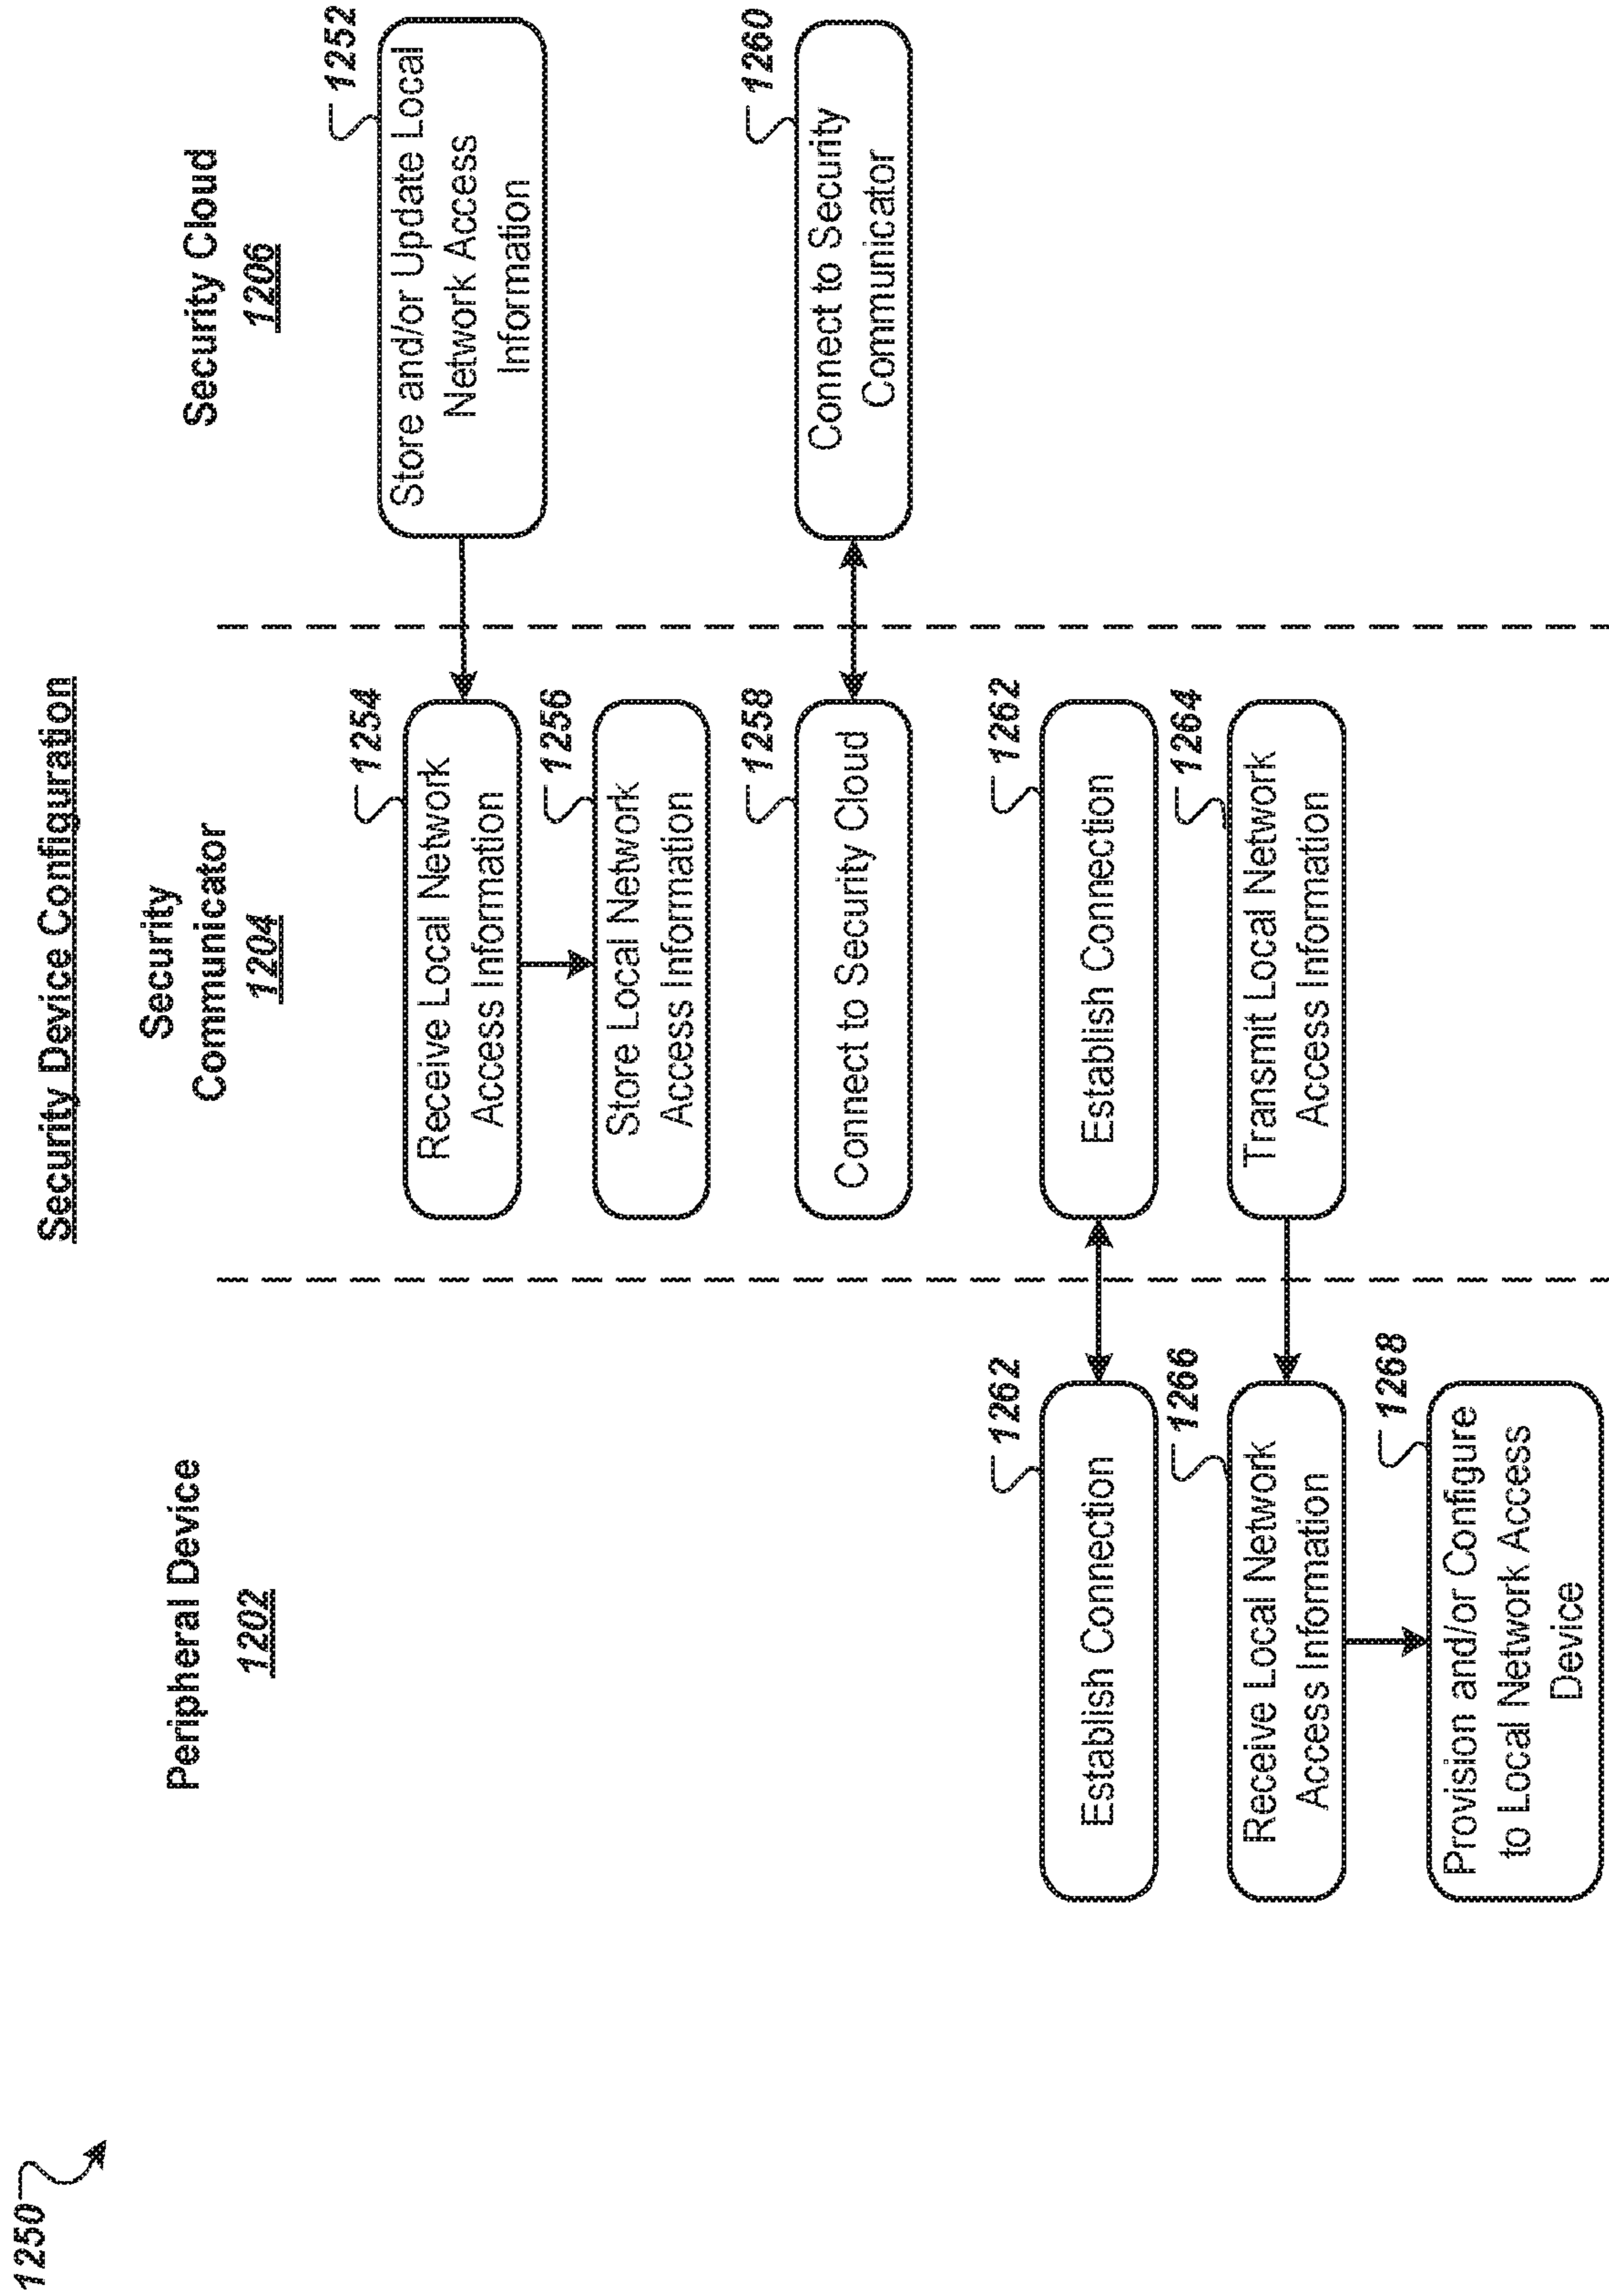 1250
Security Device Configuration
Peripheral Device
1202
Security
Communicator
1204
Security Cloud
1206
1252
Store and/or Update Local
Network Access
Information
1254
Receive Local Network
Access Information
1256
Store Local Network
Access Information
1258
Connect to Security Cloud
1260
Connect to Security
Communicator
1262
Establish Connection
1262
Establish Connection
1264
Transmit Local Network
Access Information
1266
Receive Local Network
Access Information
1268
Provision and/or Configure
to Local Network Access
Device